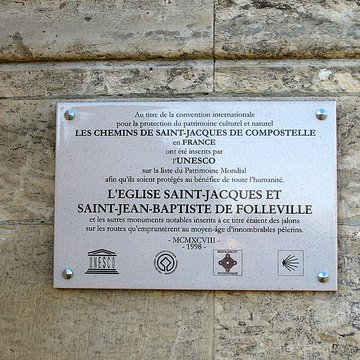 Au titre de la convention internationale
pour la protection du patrimoine culturel et naturel
LES CHEMINS DE SAINT-JACQUES DE COMPOSTELLE
en FRANCE
ont été inscrits par
l'UNESCO
sur la liste du Patrimoine Mondial
afin qu'ils soient protégés au bénéfice de toute l'humanité.
L'EGLISE SAINT-JACQUES ET
SAINT-JEAN-BAPTISTE DE FOLLEVILLE
et les autres monuments notables inscrits à ce titre étaient des jalons
sur les routes qu'empruntèrent au moyen-âge d'innombrables pèlerins.
- MCMXCVIII -
- 1998 -
UNESCO
MONUMENT
HISTORIQUE